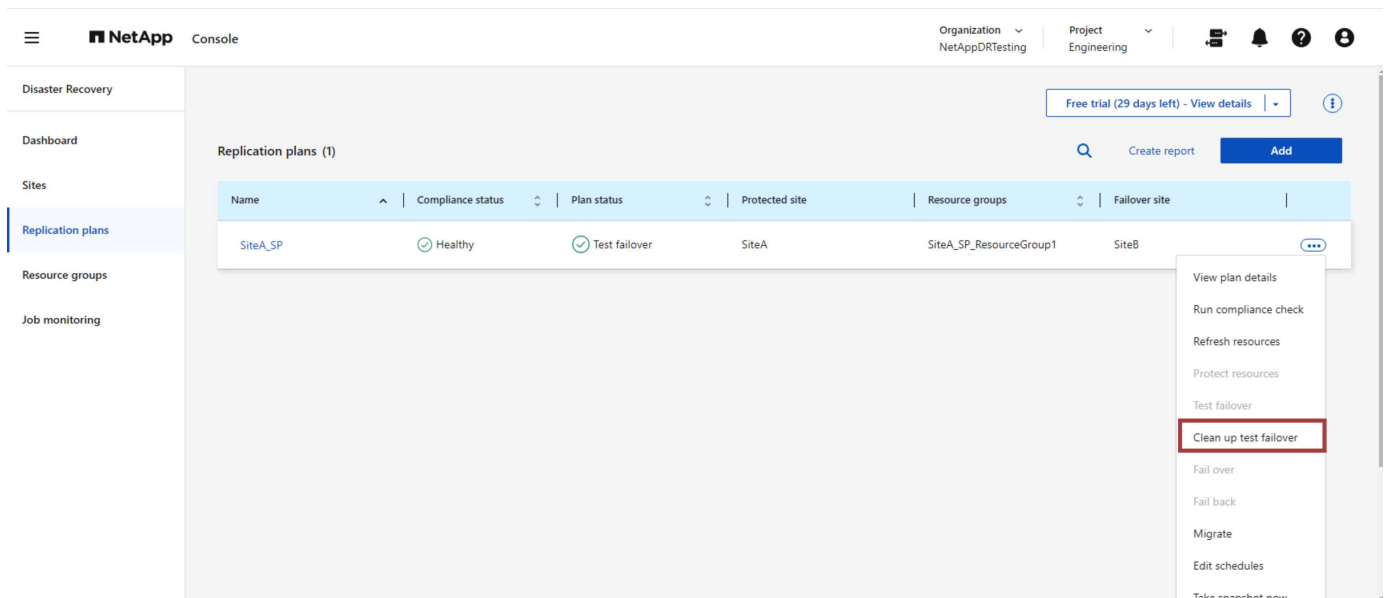 NetApp Console
Organization
NetAppDRTesting
Project
Engineering
Disaster Recovery
Dashboard
Sites
Replication plans
Resource groups
Job monitoring
Free trial (29 days left) - View details
Replication plans (1)
Create report
Add
Name Compliance status Plan status Protected site Resource groups Failover site
SiteA_SP Healthy Test failover SiteA SiteA_SP_ResourceGroup1 SiteB
View plan details
Run compliance check
Refresh resources
Protect resources
Test failover
Clean up test failover
Fail over
Fail back
Migrate
Edit schedules
Take snapshot now